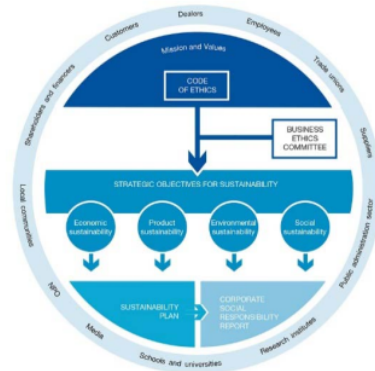 Dealers
Customers
Employees
Mission and Values
Shareholders and financers
Trade unions
CODE
OF ETHICS
BUSINESS
ETHICS
COMMITTEE
Suppliers
STRATEGIC OBJECTIVES FOR SUSTAINABILITY
Local communities
Economic
sustainability
Product
sustainability
Environmental
sustainability
Social
sustainability
Public administration sector
SUSTAINABILITY
PLAN
CORPORATE
SOCIAL
RESPONSIBILITY
REPORT
NPO
Media
Schools and universities
Research institutes